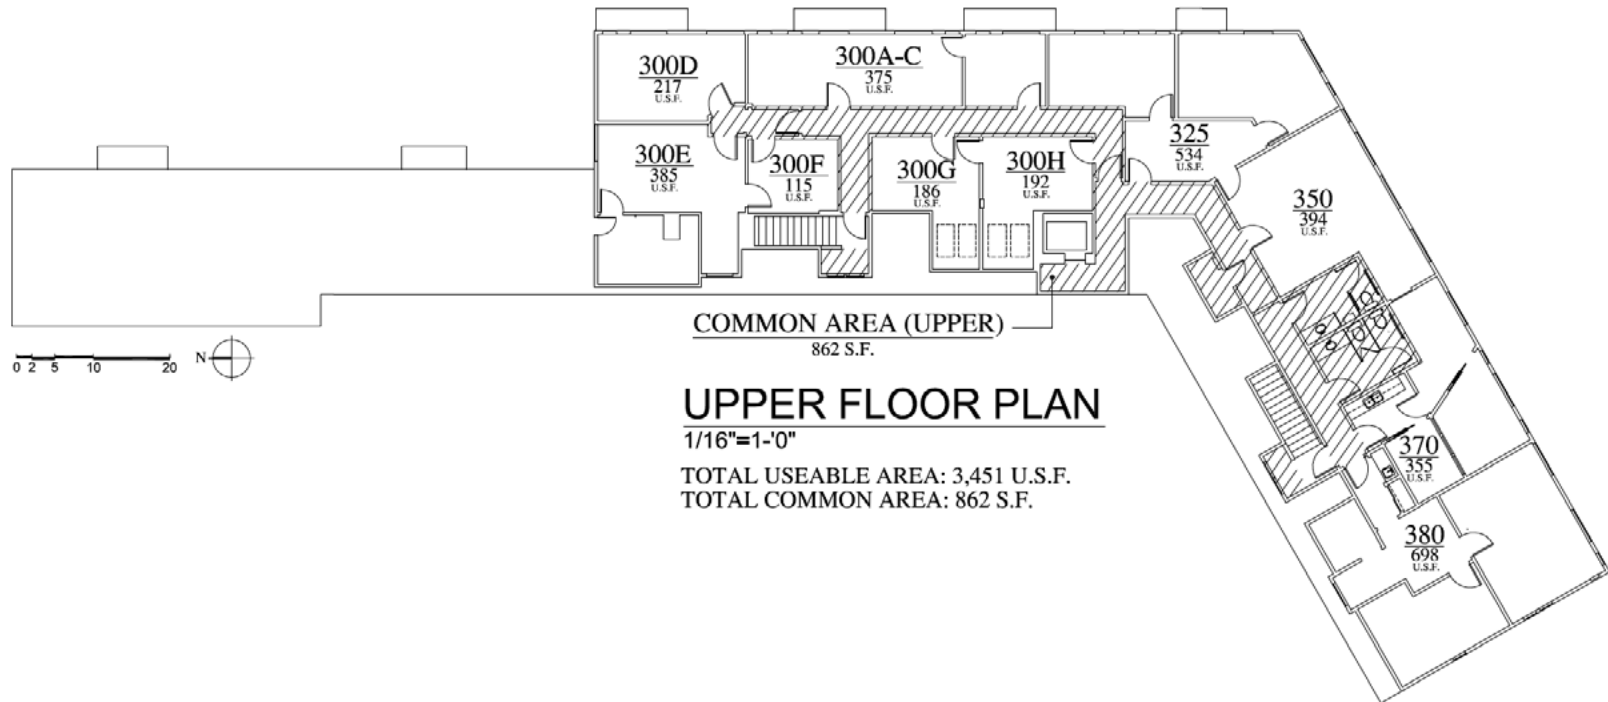 300D
217
U.S.F.
300A-C
375
U.S.F.
300E
385
U.S.F.
300F
115
U.S.F.
300G
186
U.S.F.
300H
192
U.S.F.
325
534
U.S.F.
350
394
U.S.F.
COMMON AREA (UPPER)
862 S.F.
0 2 5 10 20
N
UPPER FLOOR PLAN
1/16"=1-'0"
TOTAL USEABLE AREA: 3,451 U.S.F.
TOTAL COMMON AREA: 862 S.F.
370
355
U.S.F.
380
698
U.S.F.